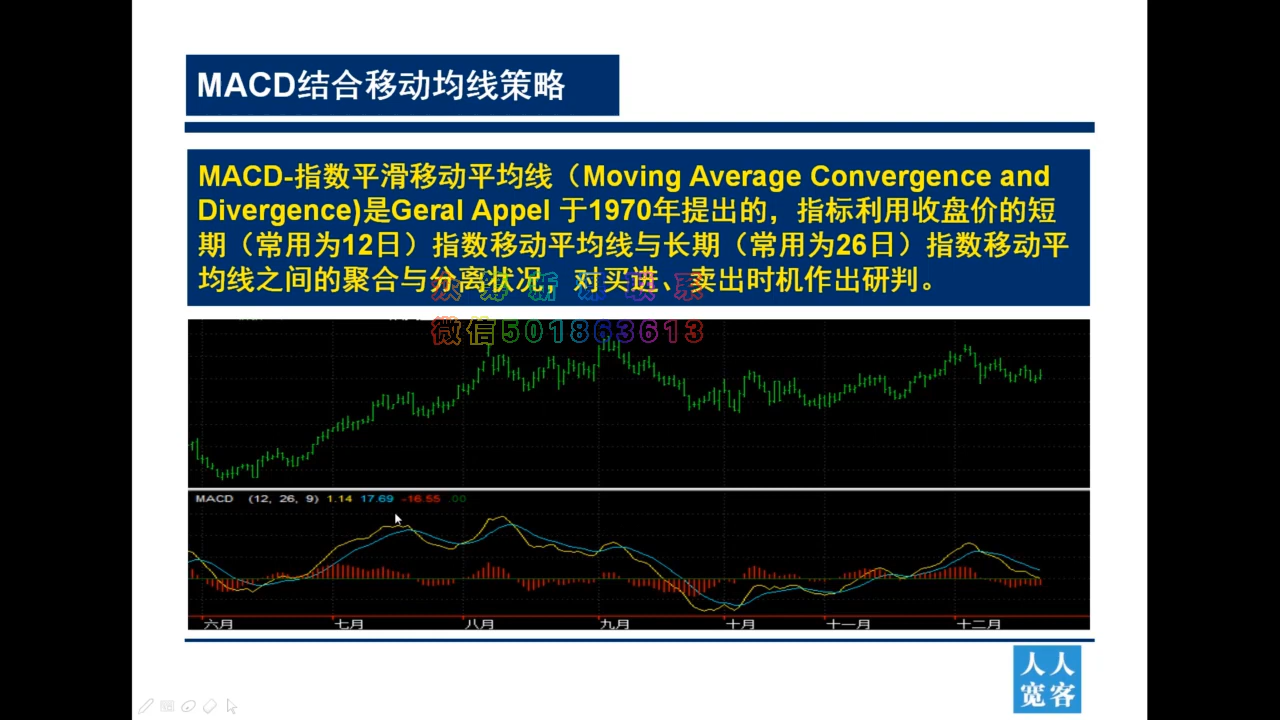 MACD结合移动均线策略
MACD-指数平滑移动平均线（Moving Average Convergence and
Divergence)是Geral Appel 于1970年提出的，指标利用收盘价的短
期（常用为12日）指数移动平均线与长期（常用为26日）指数移动平
均线之间的聚合与分离状况，对买进、卖出时机作出研判。
微信501863613
MACD (12, 26, 9) 1.14 17.69 -16.55 .00
六月 七月 八月 九月 十月 十一月 十二月
人人
宽客